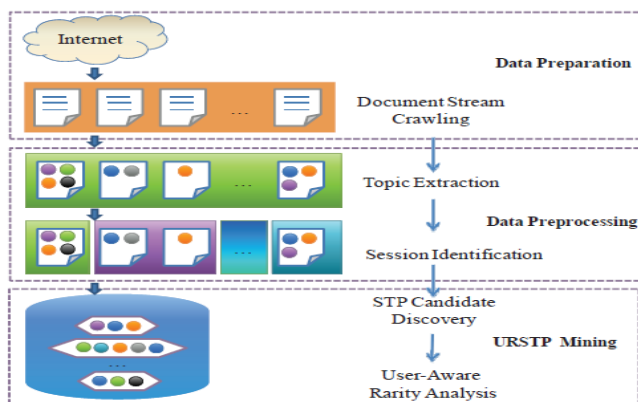 Internet
Data Preparation
Document Stream
Crawling
...
Topic Extraction
...
Data Preprocessing
Session Identification
...
STP Candidate
Discovery
URSTP Mining
...
User-Aware
Rarity Analysis